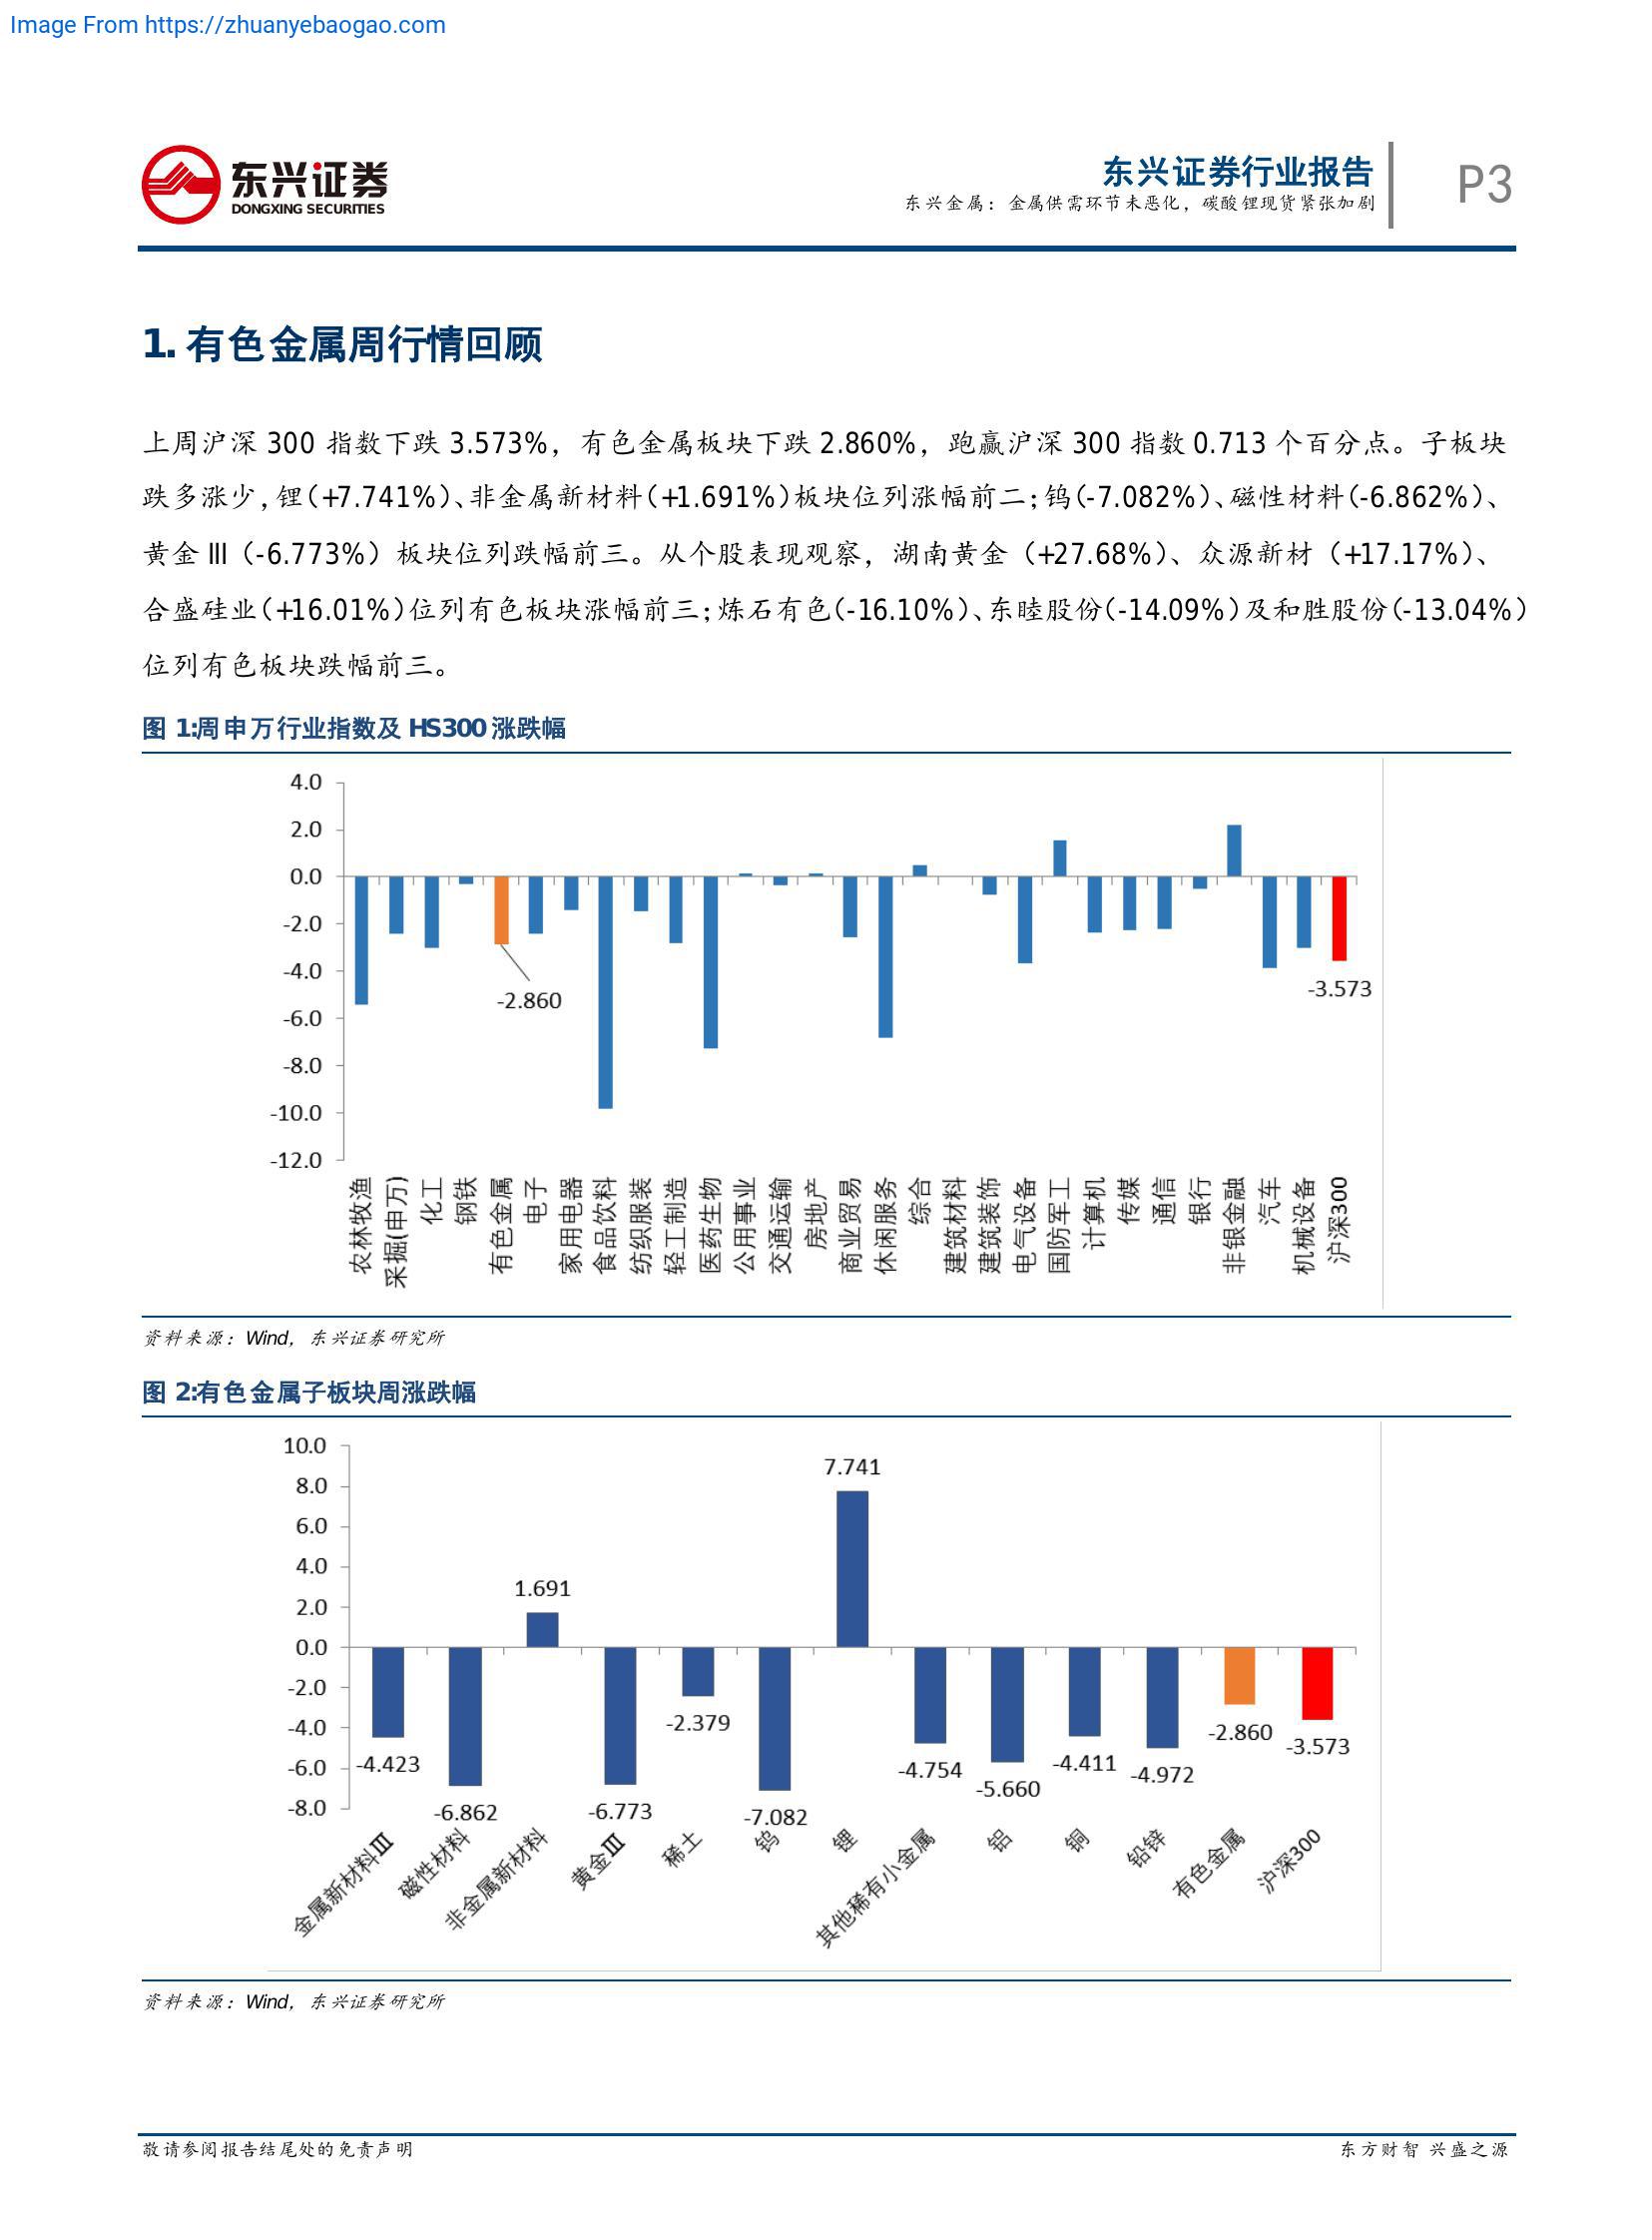 Image From https://zhuanyebaogao.com
东兴证券
DONGXING SECURITIES
东兴证券行业报告
东兴金属：金属供需环节未恶化，碳酸锂现货紧张加剧
P3
1. 有色金属周行情回顾
上周沪深 300 指数下跌 3.573%，有色金属板块下跌 2.860%，跑赢沪深 300 指数 0.713 个百分点。子板块
跌多涨少，锂（+7.741%）、非金属新材料（+1.691%）板块位列涨幅前二；钨（-7.082%）、磁性材料（-6.862%）、
黄金 III（-6.773%）板块位列跌幅前三。从个股表现观察，湖南黄金（+27.68%）、众源新材（+17.17%）、
合盛硅业（+16.01%）位列有色板块涨幅前三；炼石有色（-16.10%）、东睦股份（-14.09%）及和胜股份（-13.04%）
位列有色板块跌幅前三。
图 1:周申万行业指数及 HS300 涨跌幅
4.0
2.0
0.0
-2.0
-4.0
-6.0
-8.0
-10.0
-12.0
-2.860
-3.573
农林牧渔
采掘(申万)
化工
钢铁
有色金属
电子
家用电器
食品饮料
纺织服装
轻工制造
医药生物
公用事业
交通运输
房地产
商业贸易
休闲服务
综合
建筑材料
建筑装饰
电气设备
国防军工
计算机
传媒
通信
银行
非银金融
汽车
机械设备
沪深300
资料来源：Wind，东兴证券研究所
图 2:有色金属子板块周涨跌幅
10.0
8.0
6.0
4.0
2.0
0.0
-2.0
-4.0
-6.0
-8.0
-4.423
-6.862
1.691
-6.773
-2.379
-7.082
7.741
-4.754
-5.660
-4.411
-4.972
-2.860
-3.573
金属新材料Ⅲ
磁性材料
非金属新材料
黄金Ⅲ
稀土
钨
锂
其他稀有小金属
铝
铜
铅锌
有色金属
沪深300
资料来源：Wind，东兴证券研究所
敬请参阅报告结尾处的免责声明
东方财智 兴盛之源